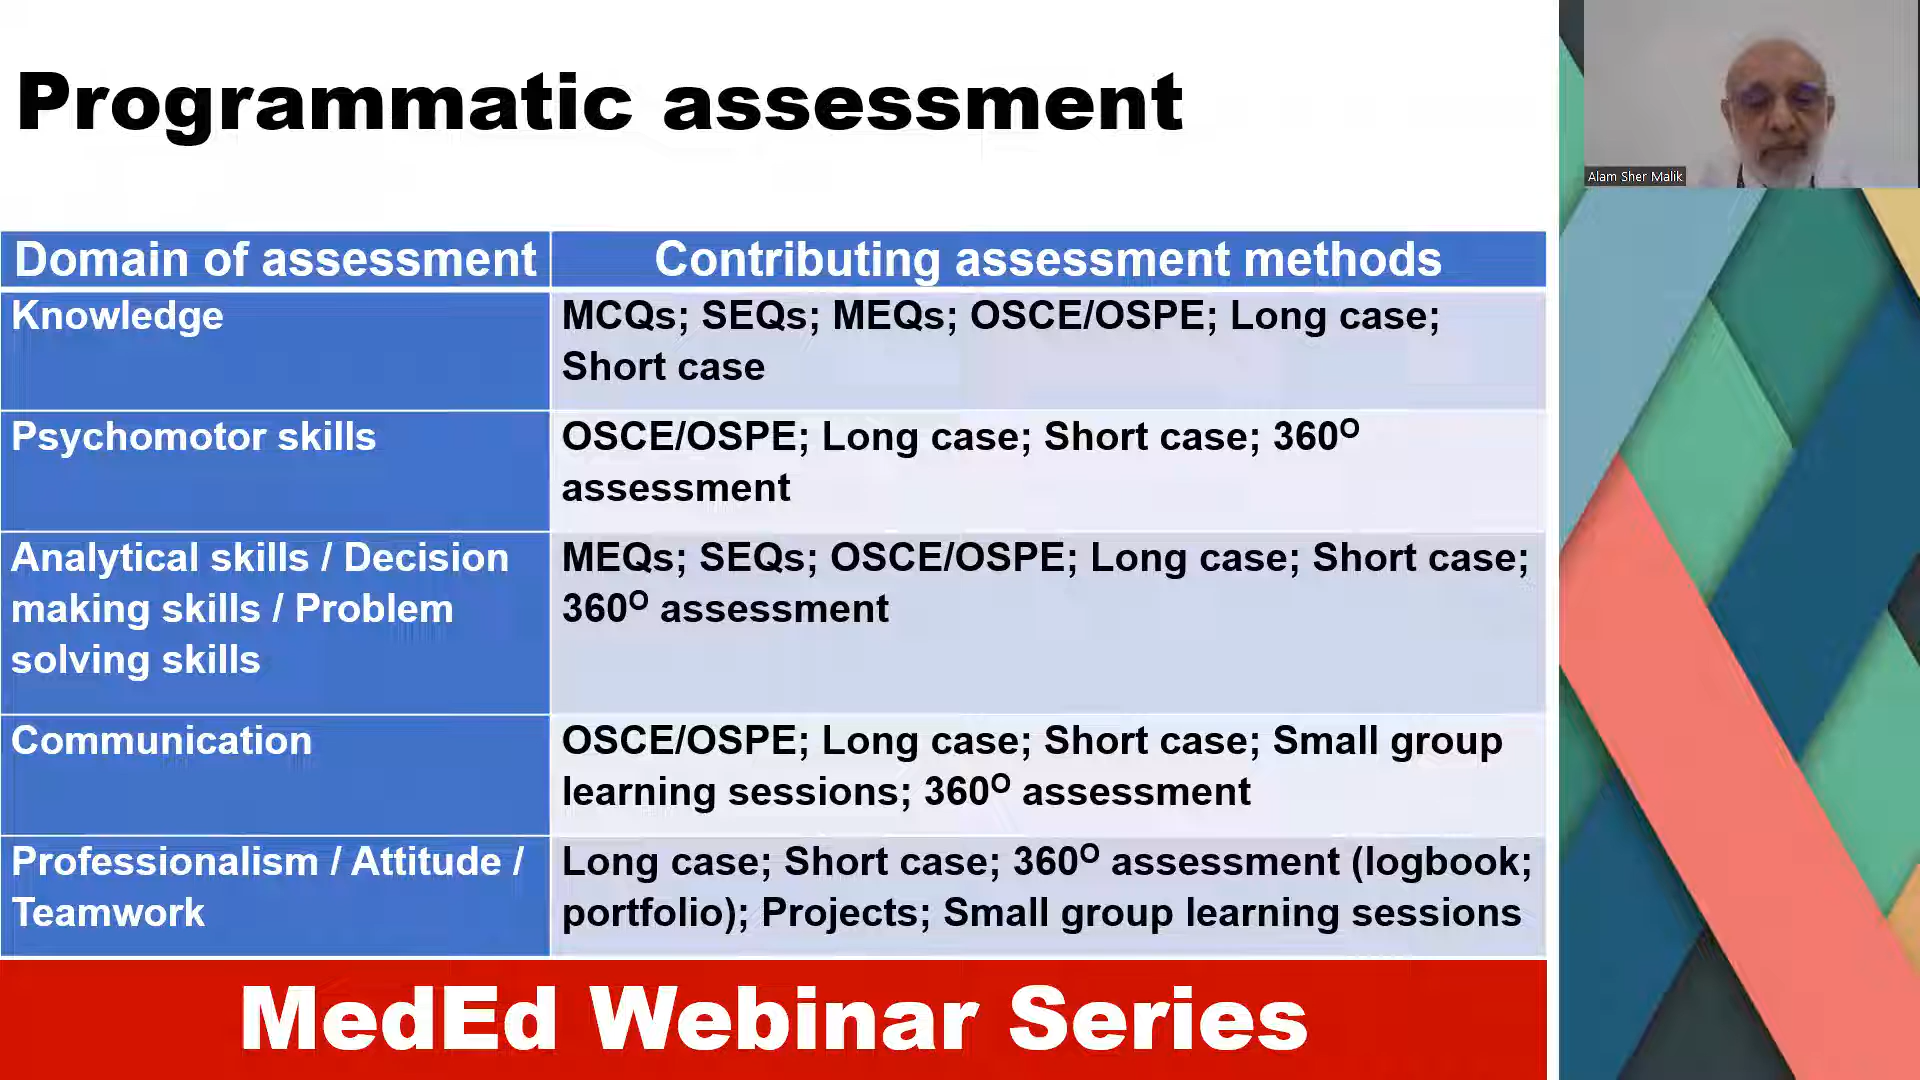 Programmatic assessment
Alam Sher Malik
Domain of assessment
Contributing assessment methods
Knowledge
MCQs; SEQs; MEQs; OSCE/OSPE; Long case;
Short case
Psychomotor skills
OSCE/OSPE; Long case; Short case; 360ᴼ
assessment
Analytical skills / Decision
making skills / Problem
solving skills
MEQs; SEQs; OSCE/OSPE; Long case; Short case;
360ᴼ assessment
Communication
OSCE/OSPE; Long case; Short case; Small group
learning sessions; 360ᴼ assessment
Professionalism / Attitude /
Teamwork
Long case; Short case; 360ᴼ assessment (logbook;
portfolio); Projects; Small group learning sessions
MedEd Webinar Series